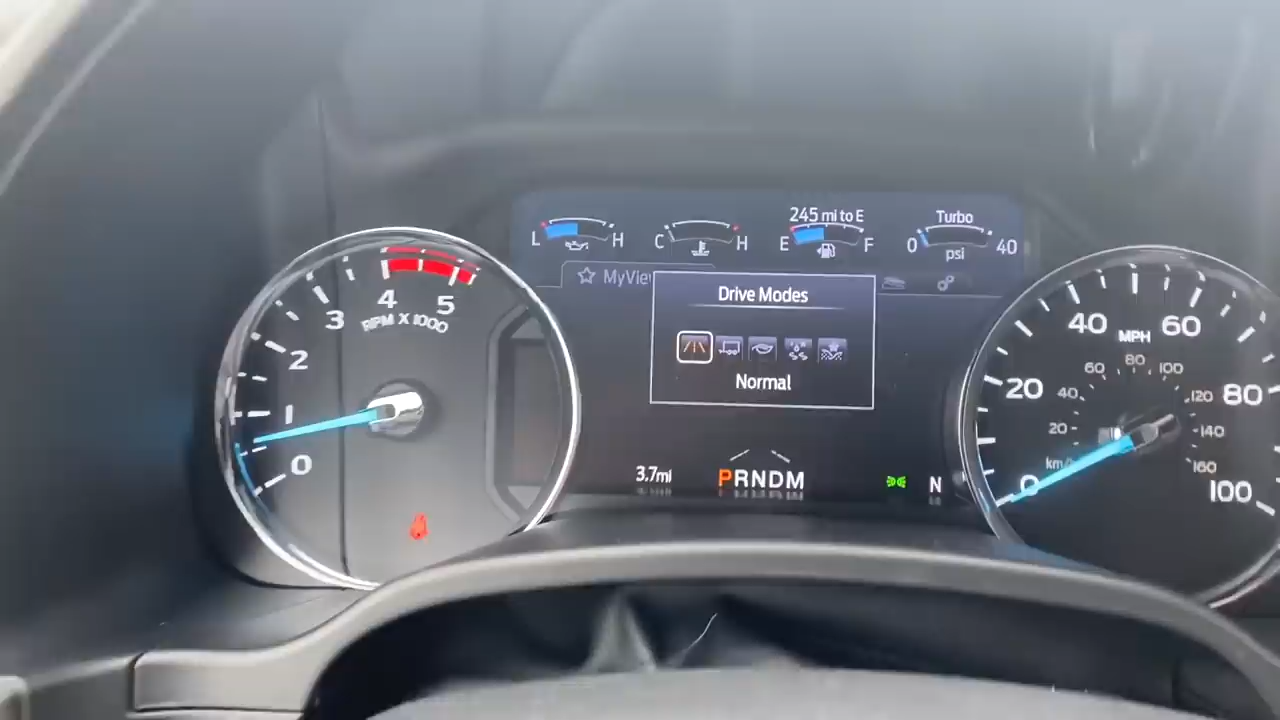 245 mi to E
Turbo
L H
C H
E F
0 40
psi
MyVie
Drive Modes
Normal
3.7mi
PRNDM
N
0
1
2
3
4
5
RPM X 1000
0
20
40
60
80
100
MPH
20
40
60
80
100
120
140
160
km/